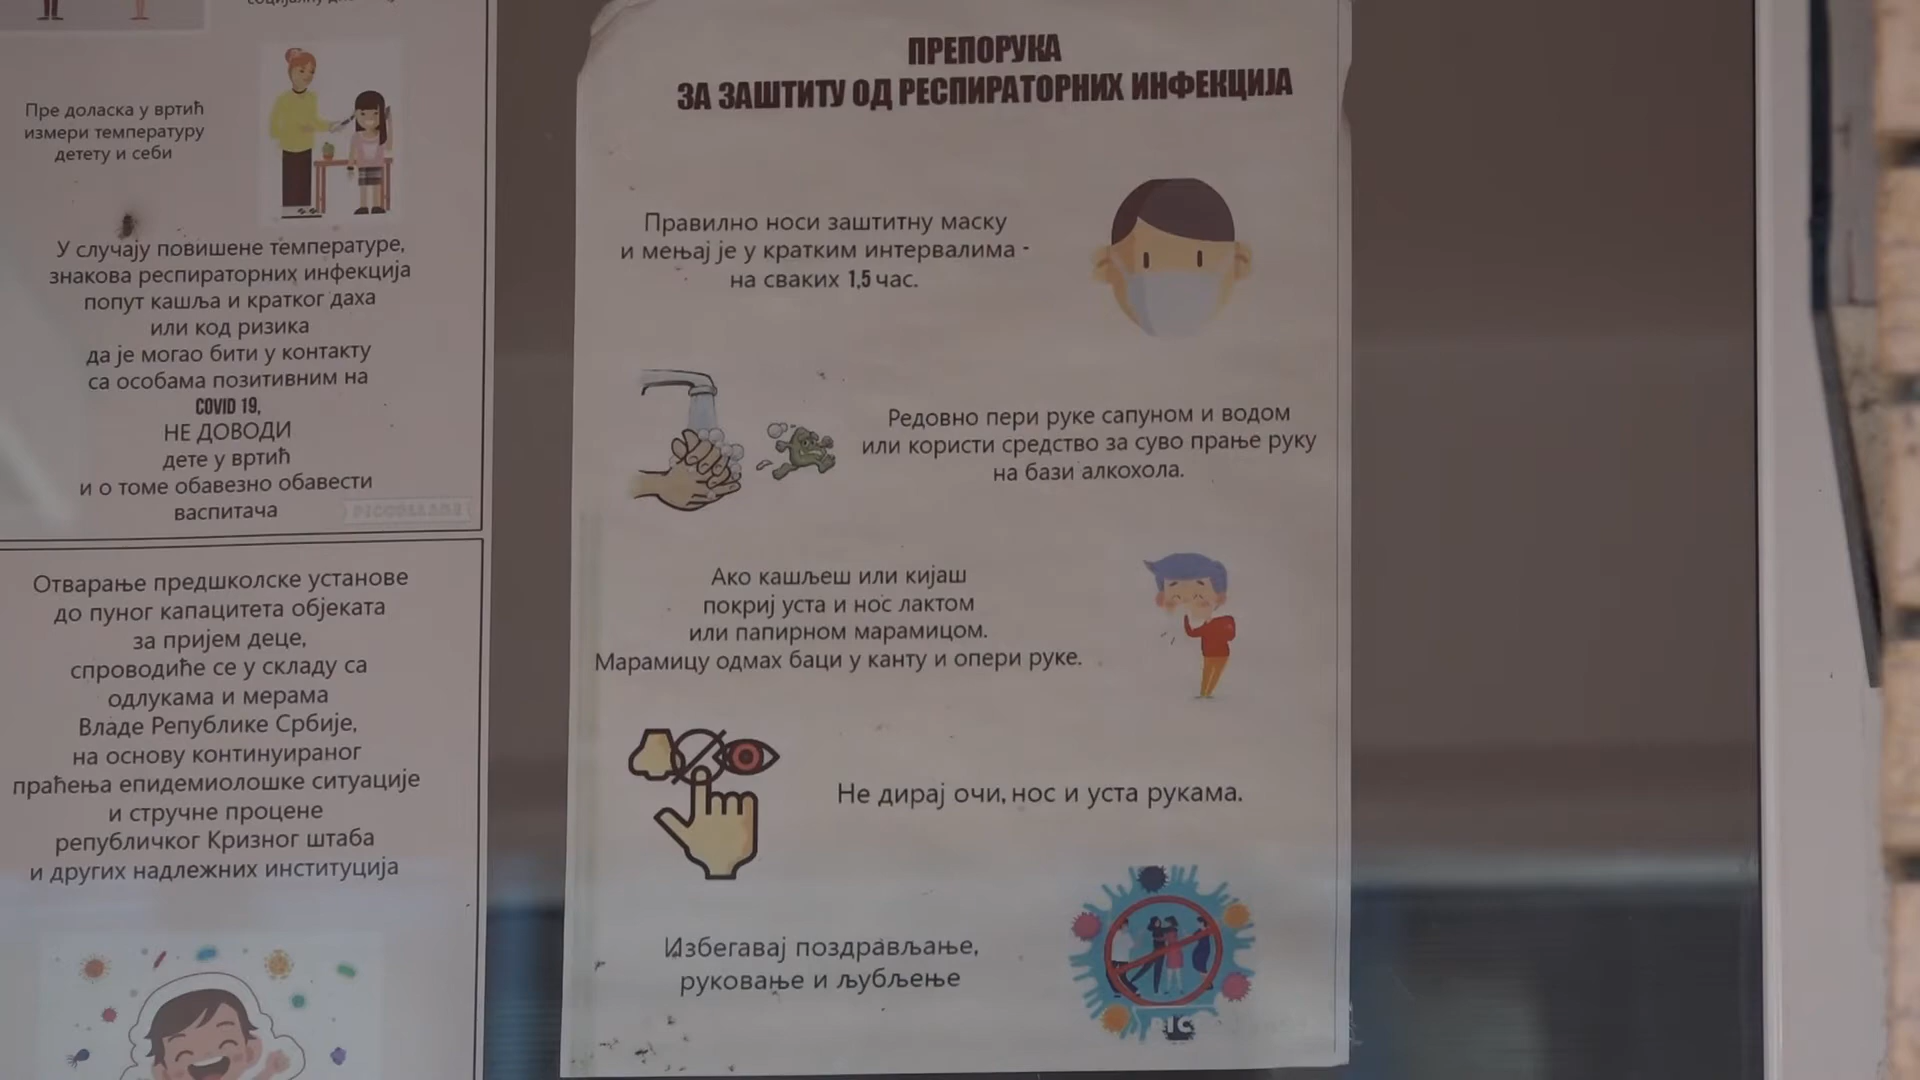 Пре доласка у вртић
измери температуру
детету и себи
У случају повишене температуре,
знакова респираторних инфекција
попут кашља и кратког даха
или код ризика
да је могао бити у контакту
са особама позитивним на
COVID 19,
НЕ ДОВОДИ
дете у вртић
и о томе обавезно обавести
васпитача
PICCOLLAGE
Отварање предшколске установе
до пуног капацитета објеката
за пријем деце,
спроводиће се у складу са
одлукама и мерама
Владе Републике Србије,
на основу континуираног
праћења епидемиолошке ситуације
и стручне процене
републичког Кризног штаба
и других надлежних институција
ПРЕПОРУКА
ЗА ЗАШТИТУ ОД РЕСПИРАТОРНИХ ИНФЕКЦИЈА
Правилно носи заштитну маску
и мењај је у кратким интервалима -
на сваких 1,5 час.
Редовно пери руке сапуном и водом
или користи средство за суво прање руку
на бази алкохола.
Ако кашљеш или кијаш
покриј уста и нос лактом
или папирном марамицом.
Марамицу одмах баци у канту и опери руке.
Не дирај очи, нос и уста рукама.
Избегавај поздрављање,
руковање и љубљење